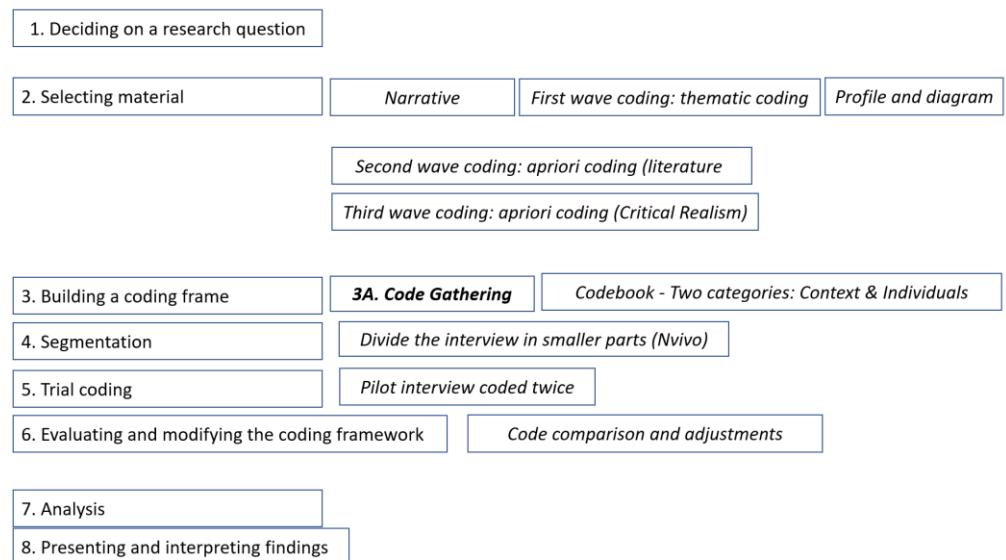 1. Deciding on a research question
2. Selecting material
Narrative
First wave coding: thematic coding
Profile and diagram
Second wave coding: apriori coding (literature
Third wave coding: apriori coding (Critical Realism)
3. Building a coding frame
3A. Code Gathering
Codebook - Two categories: Context & Individuals
4. Segmentation
Divide the interview in smaller parts (Nvivo)
5. Trial coding
Pilot interview coded twice
6. Evaluating and modifying the coding framework
Code comparison and adjustments
7. Analysis
8. Presenting and interpreting findings